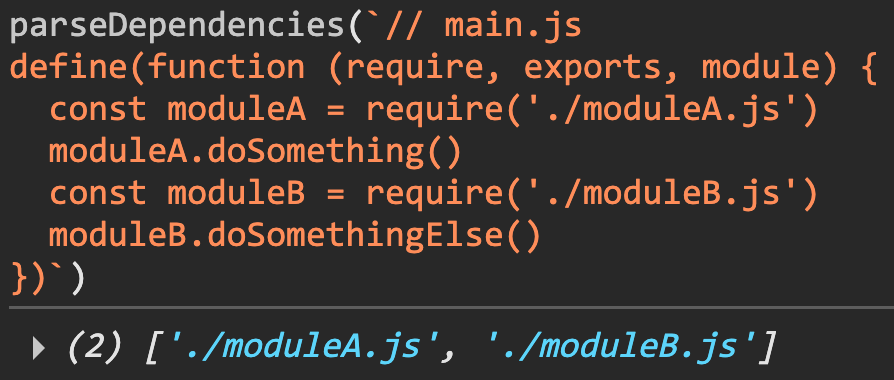 parseDependencies(`// main.js
define(function (require, exports, module) {
  const moduleA = require('./moduleA.js')
  moduleA.doSomething()
  const moduleB = require('./moduleB.js')
  moduleB.doSomethingElse()
})`)
▶ (2) ['./moduleA.js', './moduleB.js']